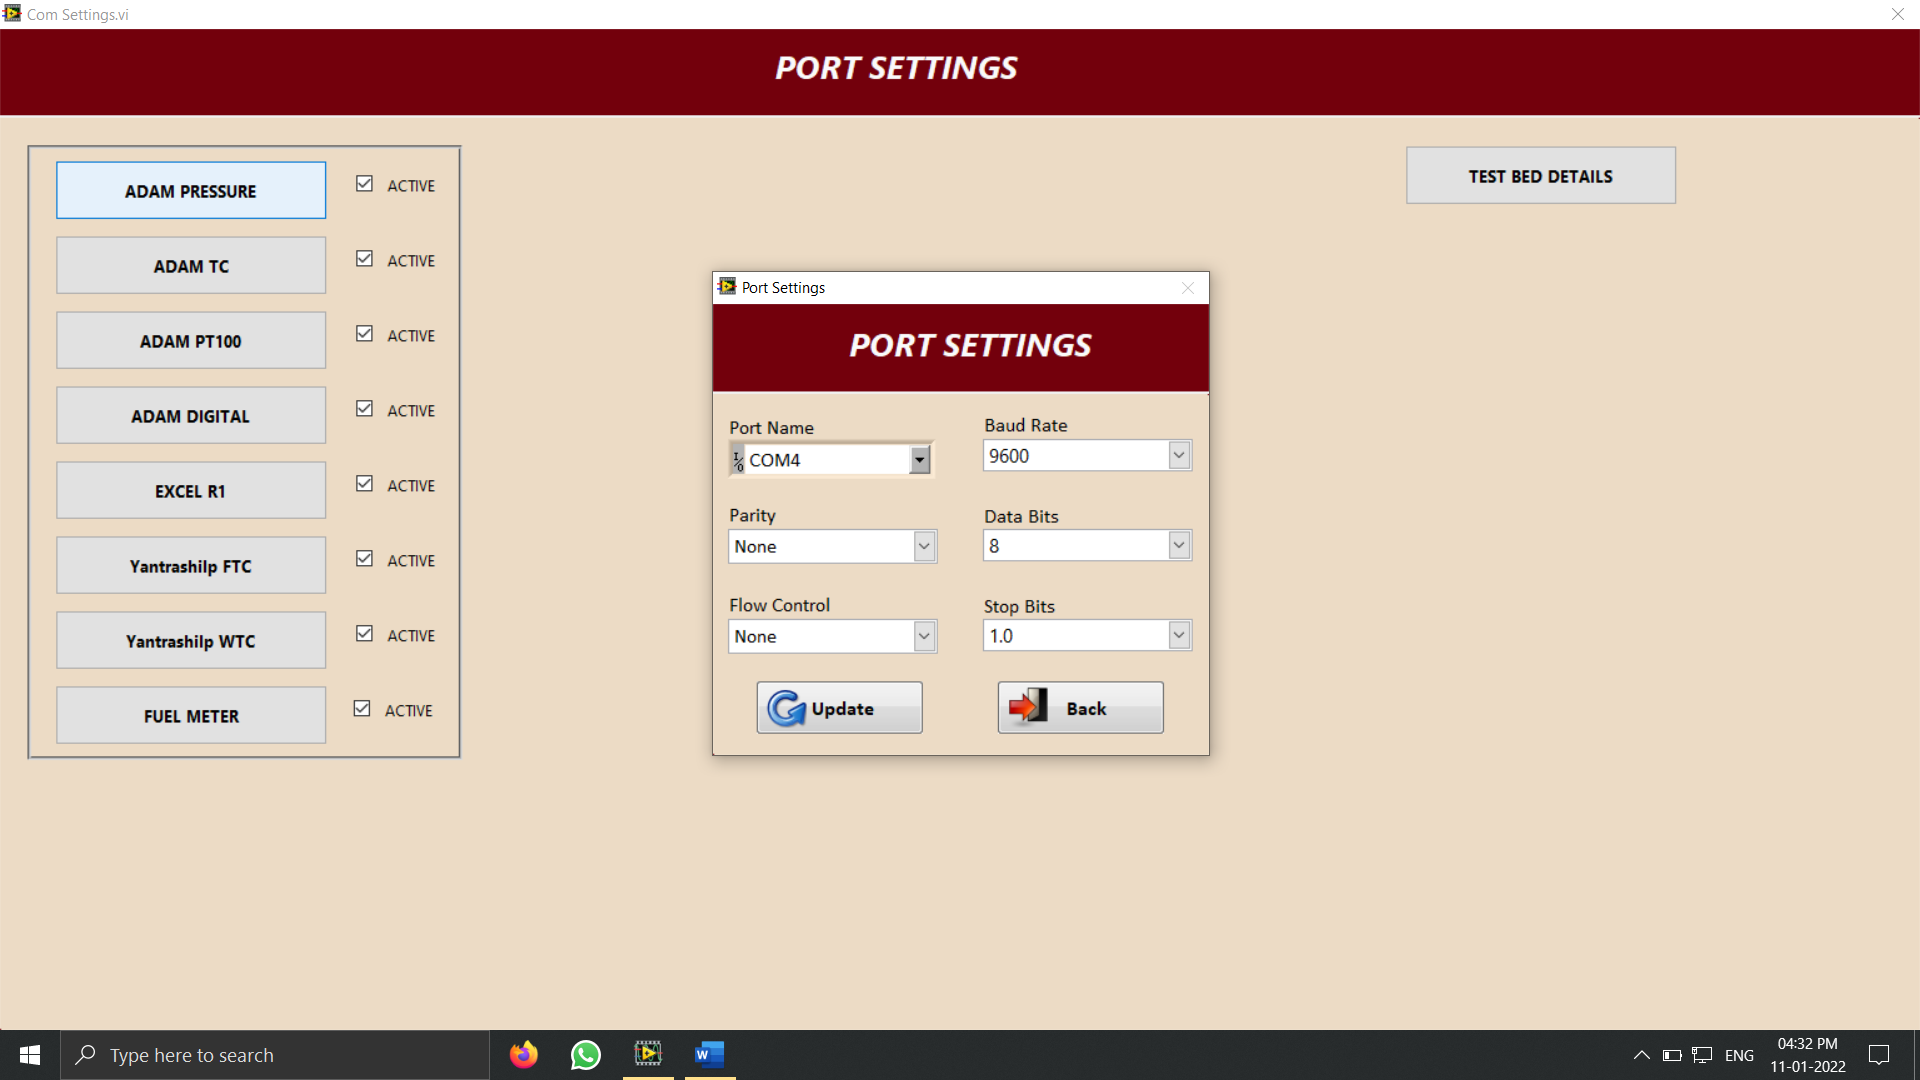 Com Settings.vi
PORT SETTINGS
ADAM PRESSURE
ACTIVE
ADAM TC
ACTIVE
ADAM PT100
ACTIVE
ADAM DIGITAL
ACTIVE
EXCEL R1
ACTIVE
Yantrashilp FTC
ACTIVE
Yantrashilp WTC
ACTIVE
FUEL METER
ACTIVE
TEST BED DETAILS
Port Settings
PORT SETTINGS
Port Name
COM4
Baud Rate
9600
Parity
None
Data Bits
8
Flow Control
None
Stop Bits
1.0
Update
Back
Type here to search
ENG
04:32 PM
11-01-2022